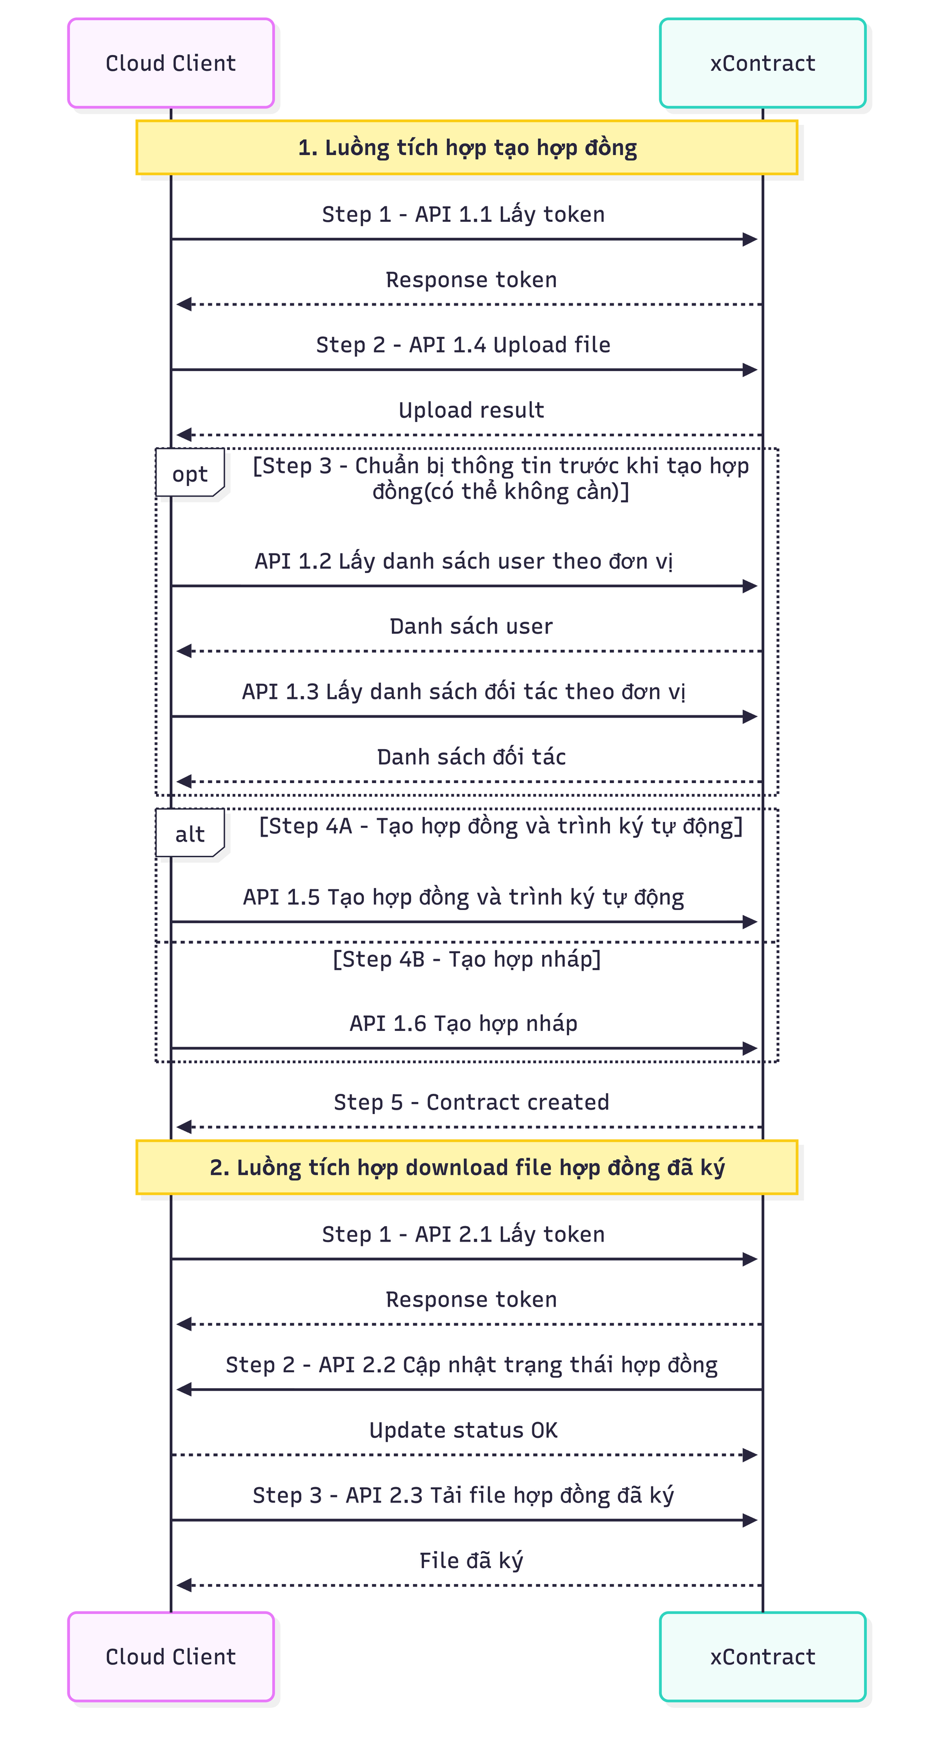 Cloud Client
xContract
1. Luồng tích hợp tạo hợp đồng
Step 1 - API 1.1 Lấy token
Response token
Step 2 - API 1.4 Upload file
Upload result
opt
[Step 3 - Chuẩn bị thông tin trước khi tạo hợp
đồng(có thể không cần)]
API 1.2 Lấy danh sách user theo đơn vị
Danh sách user
API 1.3 Lấy danh sách đối tác theo đơn vị
Danh sách đối tác
alt
[Step 4A - Tạo hợp đồng và trình ký tự động]
API 1.5 Tạo hợp đồng và trình ký tự động
[Step 4B - Tạo hợp nháp]
API 1.6 Tạo hợp nháp
Step 5 - Contract created
2. Luồng tích hợp download file hợp đồng đã ký
Step 1 - API 2.1 Lấy token
Response token
Step 2 - API 2.2 Cập nhật trạng thái hợp đồng
Update status OK
Step 3 - API 2.3 Tải file hợp đồng đã ký
File đã ký
Cloud Client
xContract